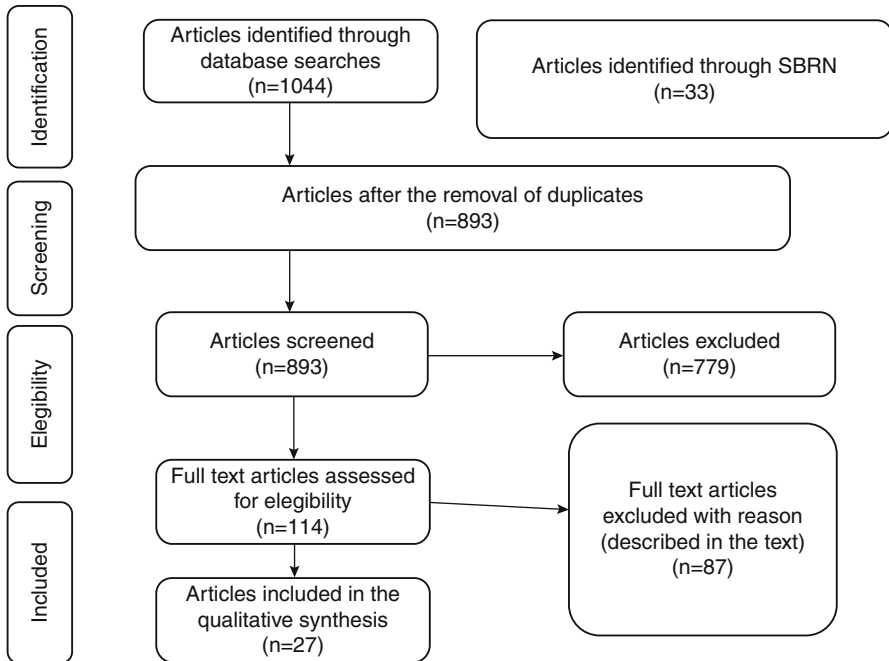 Identification
Articles identified through
database searches
(n=1044)
Articles identified through SBRN
(n=33)
Screening
Articles after the removal of duplicates
(n=893)
Elegibility
Articles screened
(n=893)
Articles excluded
(n=779)
Full text articles assessed
for elegibility
(n=114)
Full text articles
excluded with reason
(described in the text)
(n=87)
Included
Articles included in the
qualitative synthesis
(n=27)